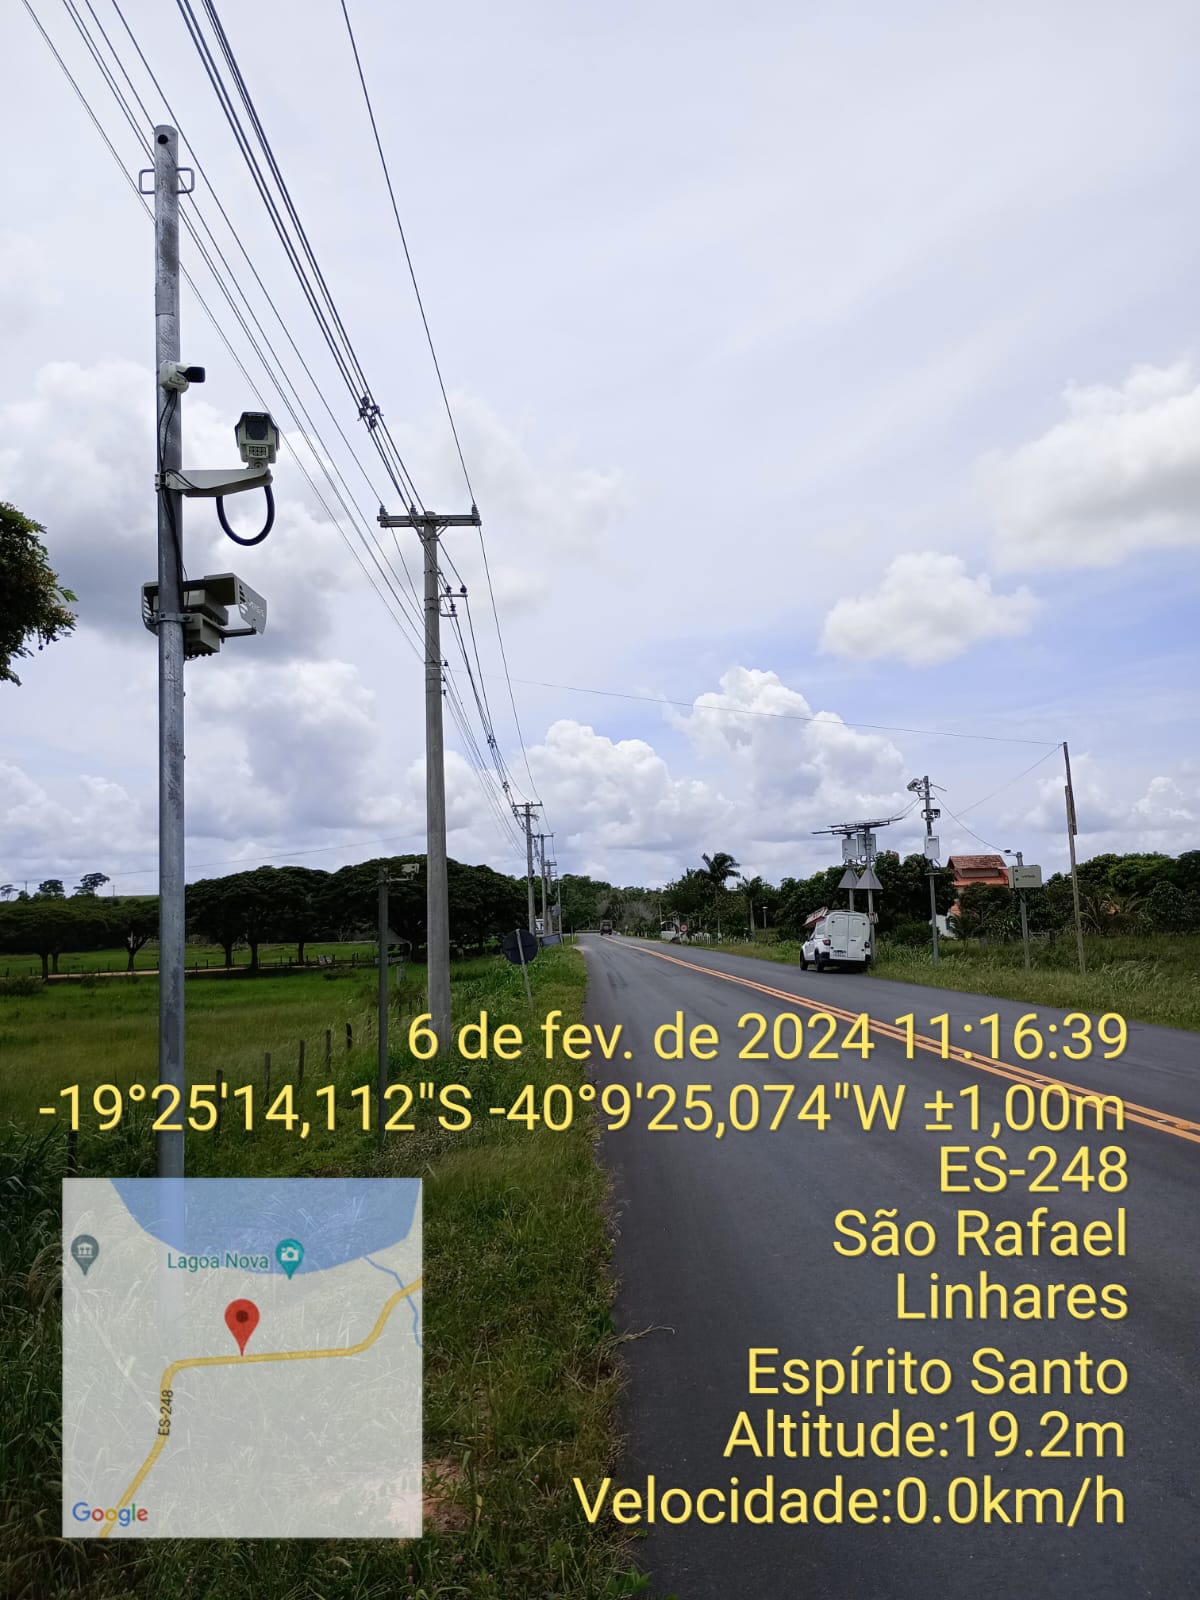 6 de fev. de 2024 11:16:39
-19°25'14,112"S -40°9'25,074"W ±1,00m
ES-248
São Rafael
Linhares
Espírito Santo
Altitude:19.2m
Velocidade:0.0km/h
Lagoa Nova
ES-248
Google